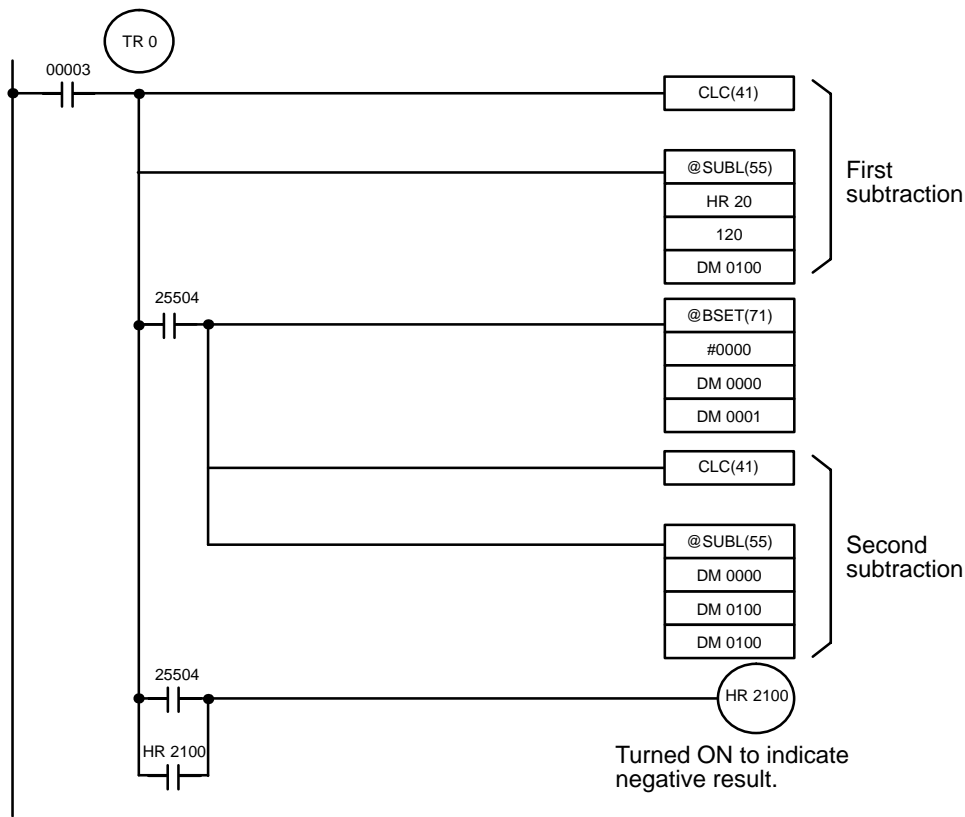 TR 0
00003
CLC(41)
@SUBL(55)
HR 20
120
DM 0100
First
subtraction
25504
@BSET(71)
#0000
DM 0000
DM 0001
CLC(41)
@SUBL(55)
DM 0000
DM 0100
DM 0100
Second
subtraction
25504
HR 2100
HR 2100
Turned ON to indicate
negative result.